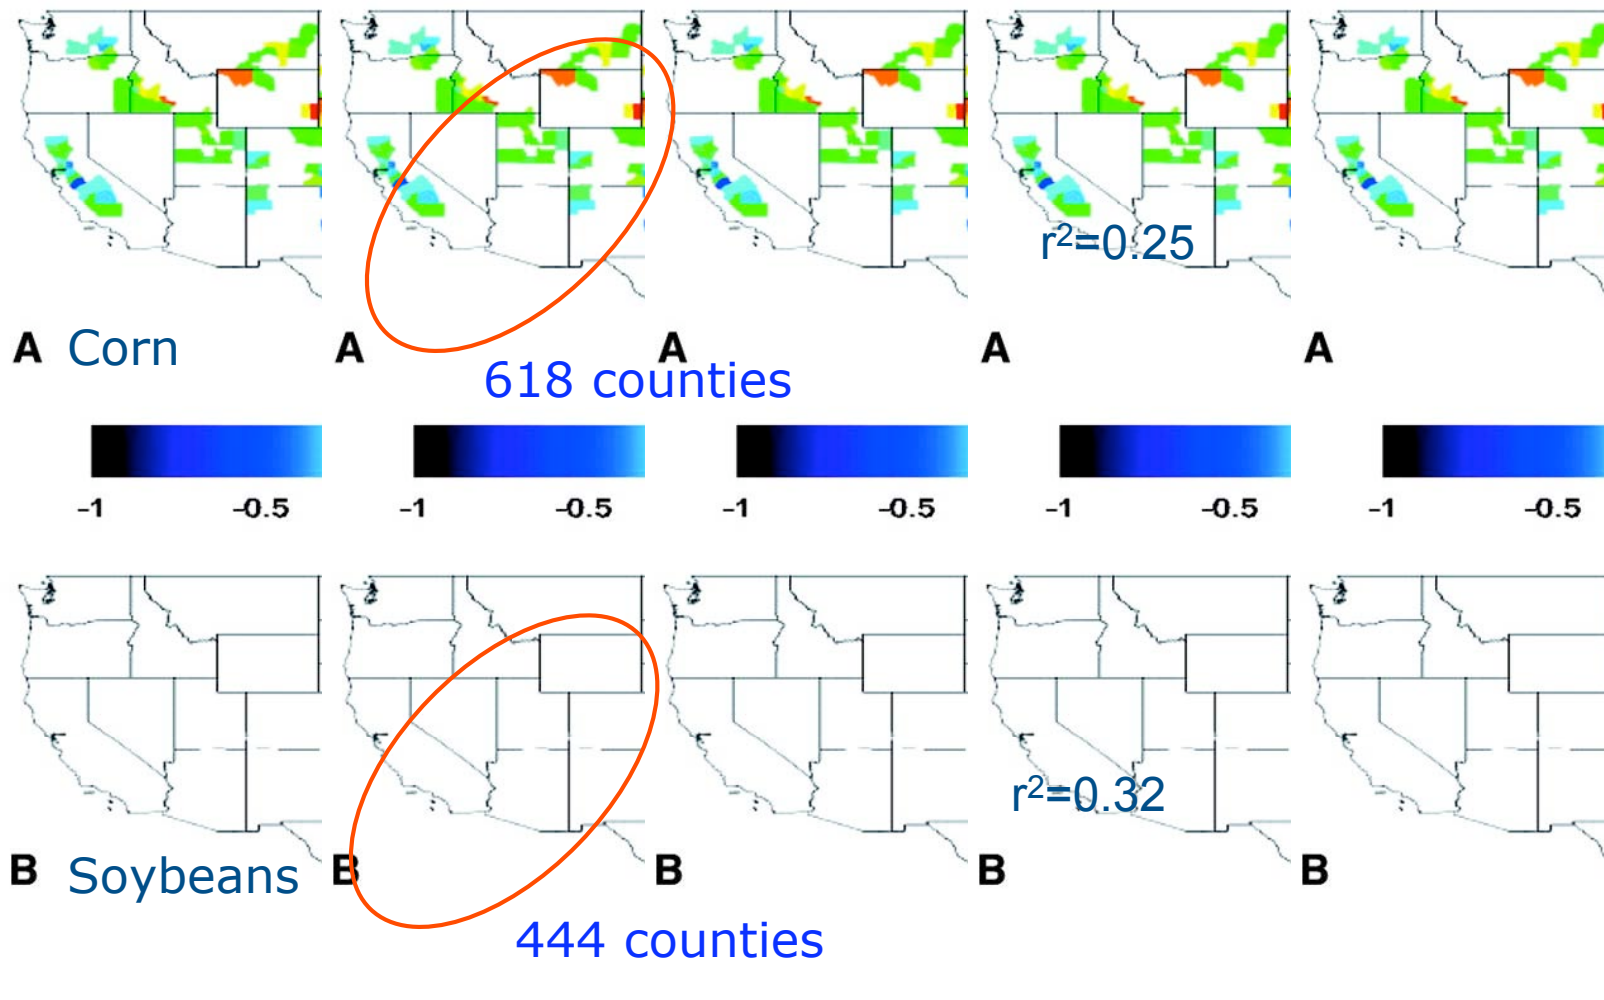 r²=0.25
A Corn A A A A
618 counties
-1 -0.5 -1 -0.5 -1 -0.5 -1 -0.5 -1 -0.5
r²=0.32
B Soybeans B B B B
444 counties